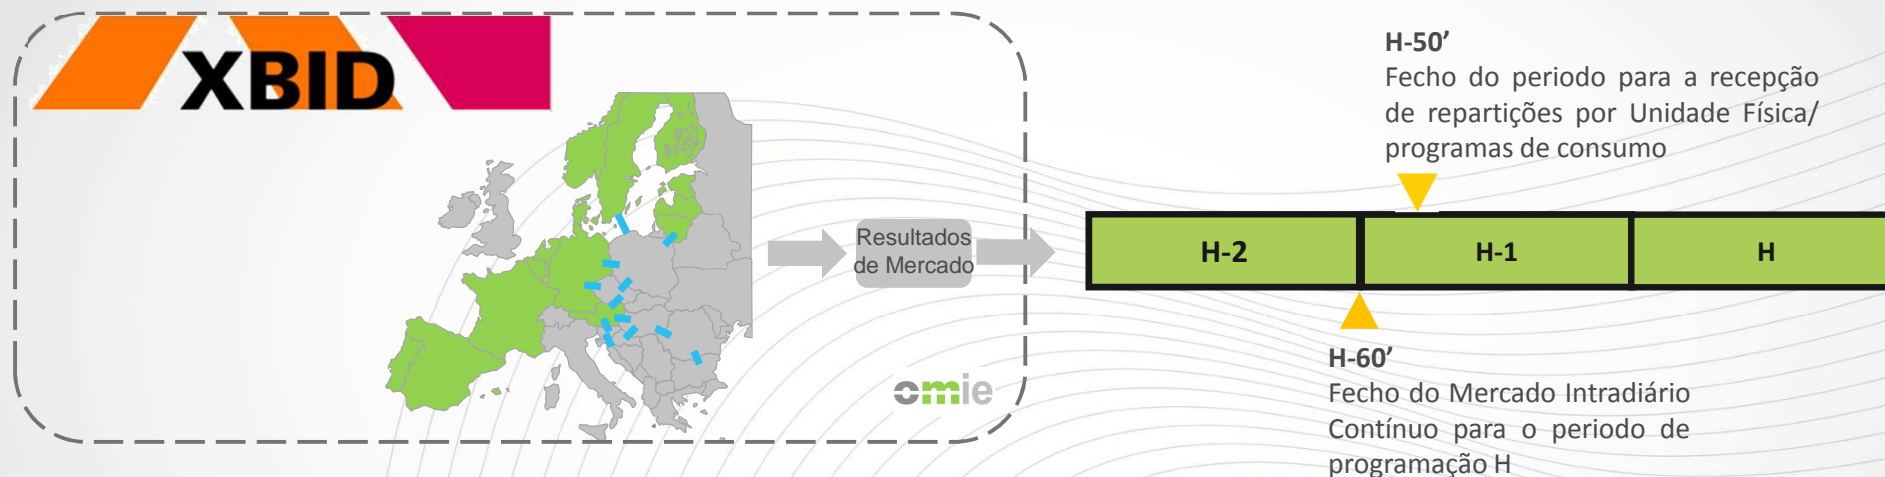 XBID
Resultados
de Mercado
omie
H-50’
Fecho do periodo para a recepção
de repartições por Unidade Física/
programas de consumo
H-2
H-1
H
H-60’
Fecho do Mercado Intradiário
Contínuo para o periodo de
programação H